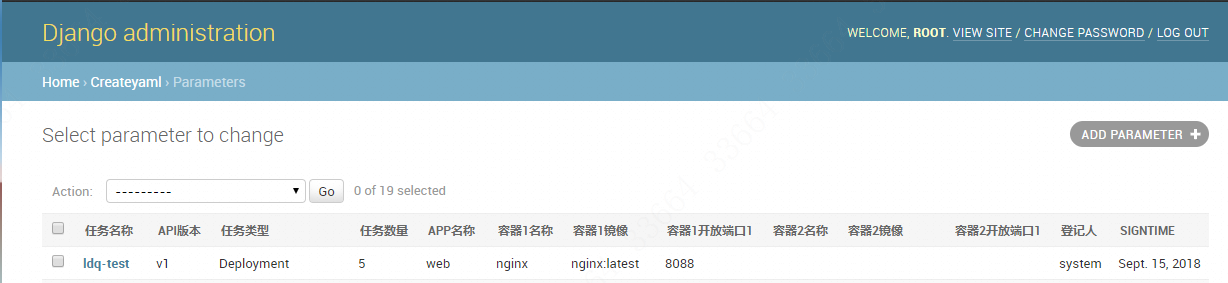 Django administration
WELCOME, ROOT. VIEW SITE / CHANGE PASSWORD / LOG OUT
Home › Createyaml › Parameters
Select parameter to change
ADD PARAMETER +
Action: --------- Go 0 of 19 selected
任务名称 API版本 任务类型 任务数量 APP名称 容器1名称 容器1镜像 容器1开放端口1 容器2名称 容器2镜像 容器2开放端口1 登记人 SIGNTIME
ldq-test v1 Deployment 5 web nginx nginx:latest 8088 system Sept. 15, 2018